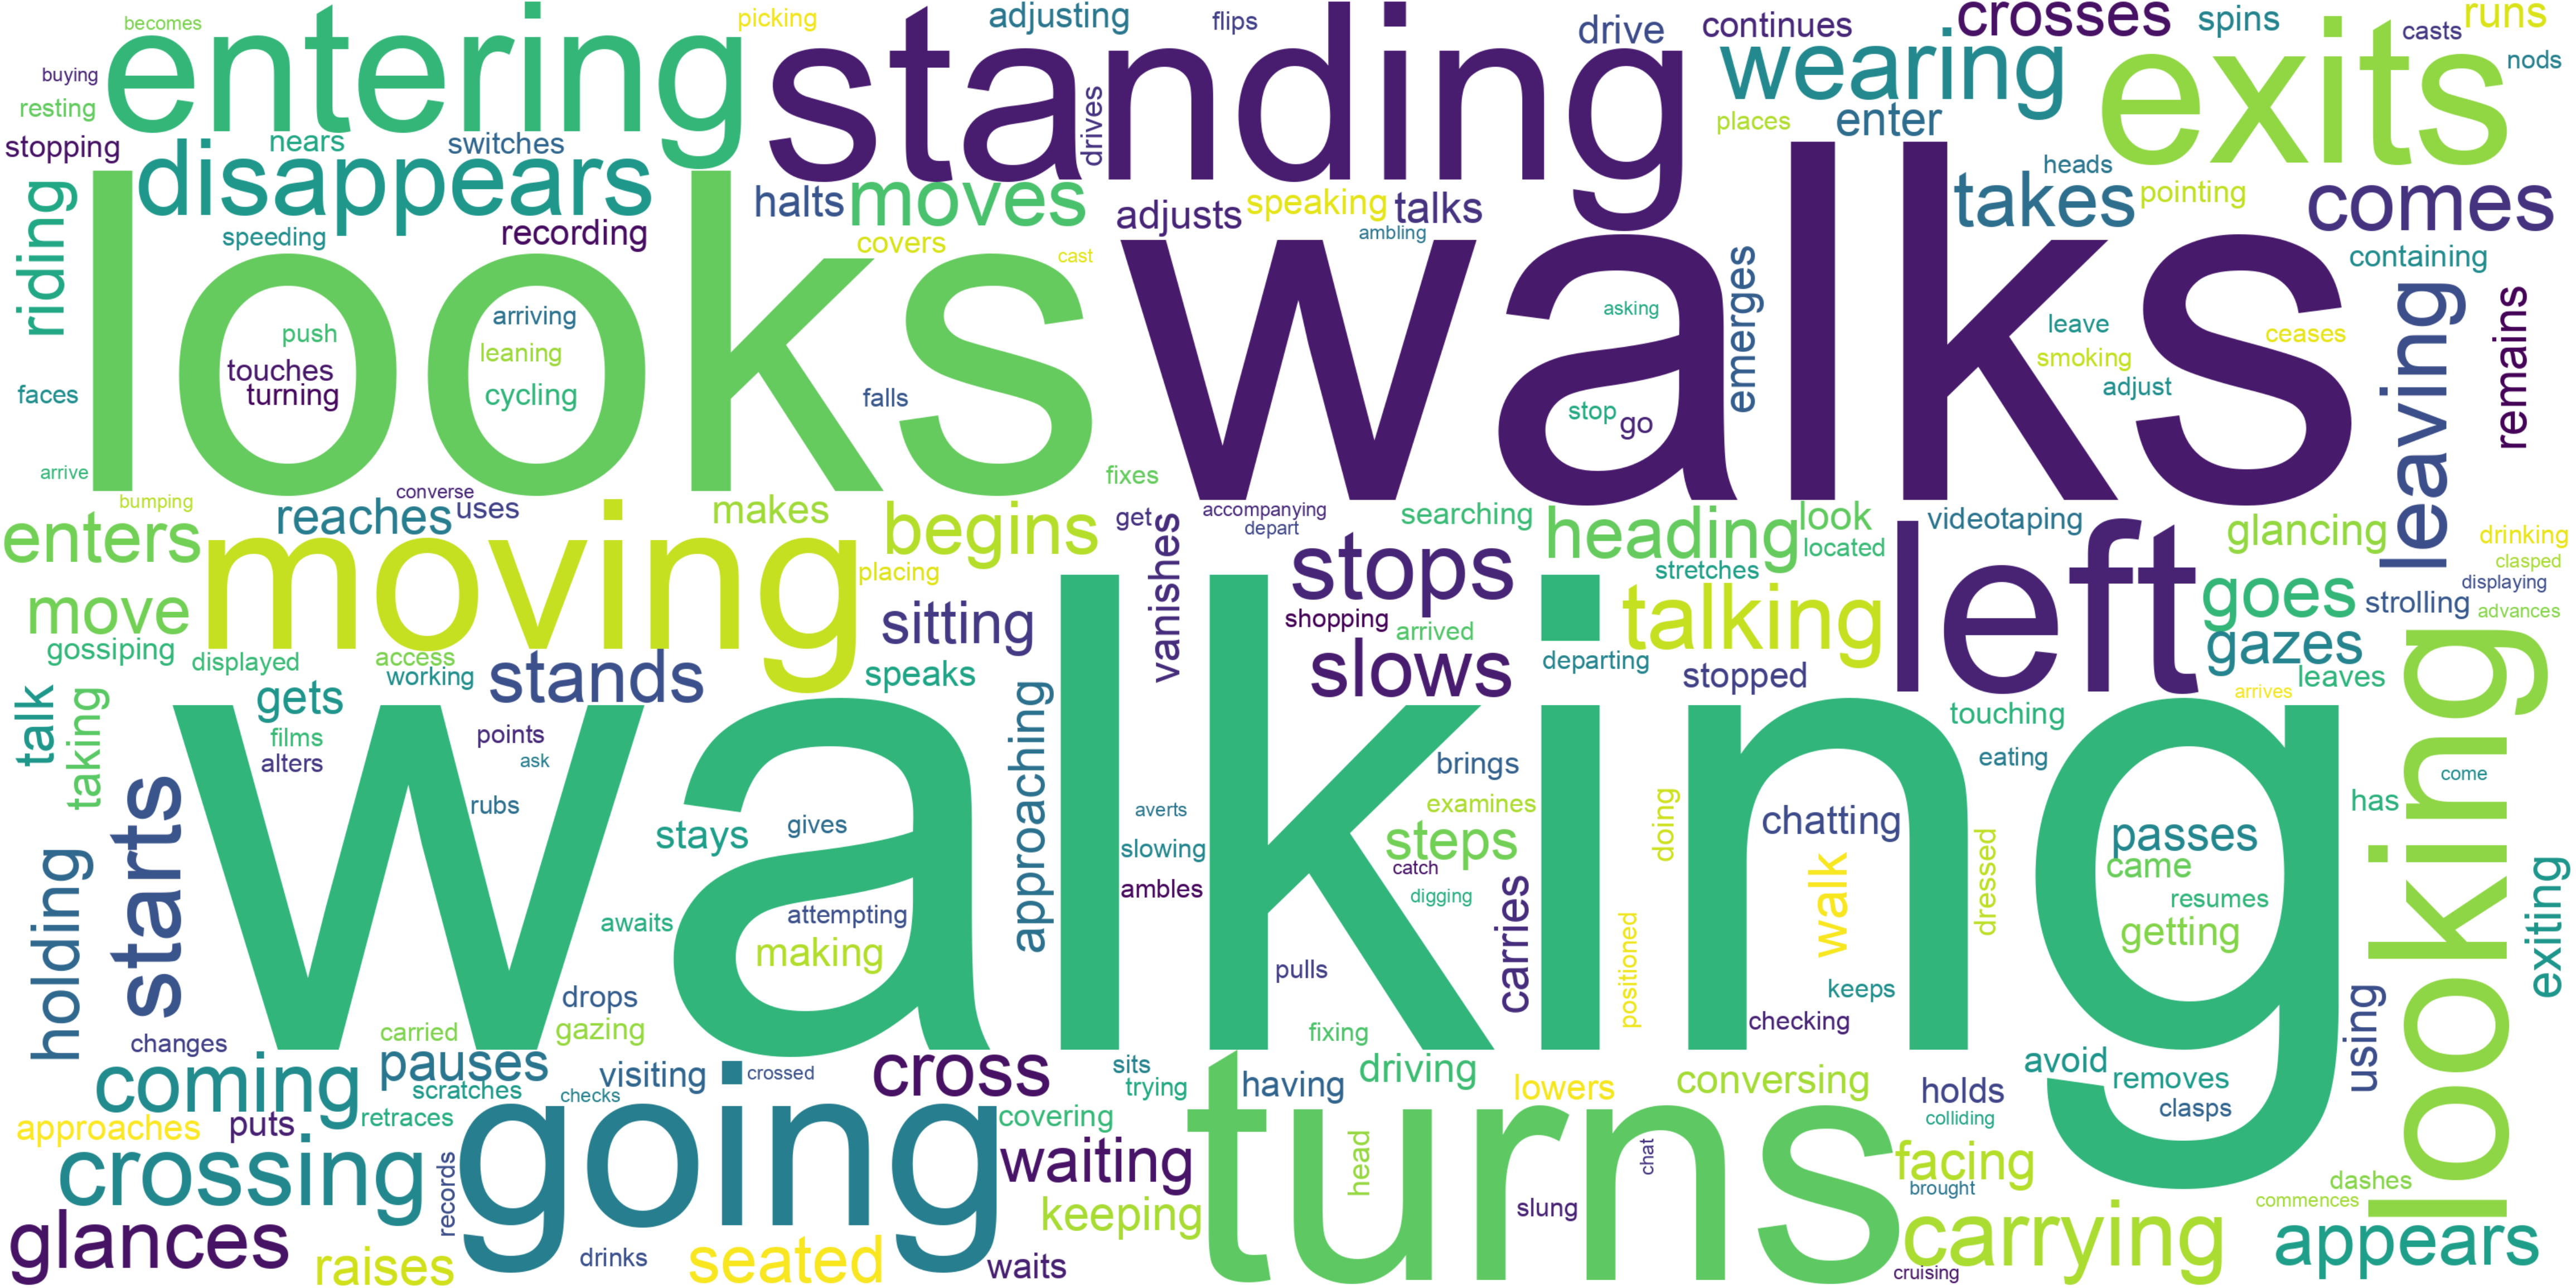 becomes
picking
adjusting
flips
drive
continues
crosses
spins
casts
runs
entering
standing
wearing
exits
nods
buying
resting
stopping
nears
switches
drives
places
enter
disappears
halts
moves
adjusts
speaking
talks
ambling
takes
heads
pointing
comes
riding
speeding
recording
covers
cast
containing
looks
walks
emerges
asking
leave
smoking
adjust
ceases
leaving
remains
push
touches
turning
arriving
leaning
cycling
faces
falls
stop
go
arrive
fixes
bumping
converse
uses
reaches
makes
begins
get
accompanying
depart
searching
heading
look
located
videotaping
glancing
drinking
clasped
enters
moving
placing
vanishes
stops
stretches
left
displaying
move
sitting
shopping
arrived
talking
goes
strolling
advances
gossiping
displayed
access
working
stands
speaks
slows
departing
stopped
gazes
leaves
arrives
talk
taking
gets
films
alters
points
ask
rubs
approaching
walking
touching
eating
looking
come
has
starts
stays
gives
averts
slowing
ambles
brings
examines
steps
catch
digging
doing
chatting
walk
dressed
passes
came
resumes
getting
exiting
holding
awaits
attempting
making
carries
positioned
pulls
keeps
checking
drops
gazing
carried
changes
fixing
using
coming
pauses
scratches
visiting
checks
crossed
cross
sits
trying
having
driving
lowers
conversing
holds
colliding
avoid
removes
clasps
approaches
puts
retraces
going
covering
turns
crossing
records
waiting
head
chat
facing
brought
dashes
commences
keeping
slung
carrying
appears
glances
raises
drinks
seated
waits
cruising